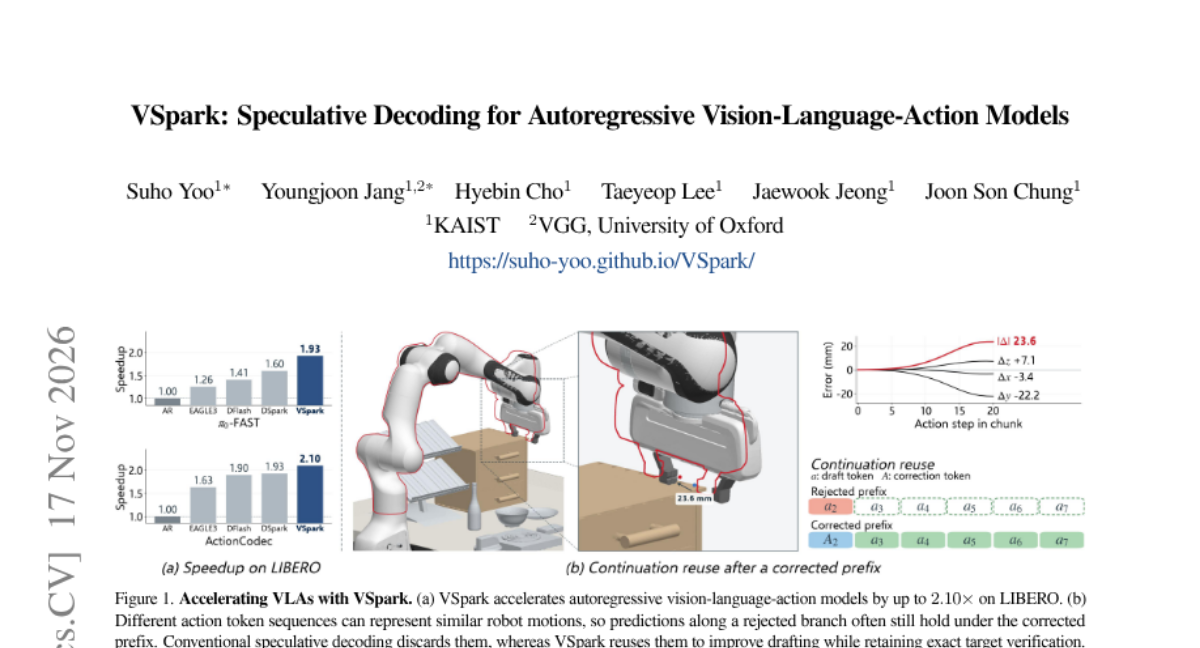 VSpark: Speculative Decoding for Autoregressive Vision-Language-Action Models
Suho Yoo1* Youngjoon Jang1,2* Hyebin Cho1 Taeyeop Lee1 Jaewook Jeong1 Joon Son Chung1
1KAIST 2VGG, University of Oxford
https://suho-yoo.github.io/VSpark/
cs.CV] 17 Nov 2026
Speedup
2.0
1.5
1.0
1.00
1.26
1.41
1.60
1.93
AR EAGLE3 DFlash DSpark VSpark
π0-FAST
Speedup
2.0
1.5
1.0
1.00
1.63
1.90
1.93
2.10
AR EAGLE3 DFlash DSpark VSpark
ActionCodec
(a) Speedup on LIBERO
23.6 mm
Error (mm)
20
0
-20
|Δ| 23.6
Δz +7.1
Δx -3.4
Δy -22.2
0 5 10 15 20
Action step in chunk
Continuation reuse
a: draft token A: correction token
Rejected prefix
a2 a3 a4 a5 a6 a7
Corrected prefix
A2 a3 a4 a5 a6 a7
(b) Continuation reuse after a corrected prefix
Figure 1. Accelerating VLAs with VSpark. (a) VSpark accelerates autoregressive vision-language-action models by up to 2.10× on LIBERO. (b)
Different action token sequences can represent similar robot motions, so predictions along a rejected branch often still hold under the corrected
prefix. Conventional speculative decoding discards them, whereas VSpark reuses them to improve drafting while retaining exact target verification.